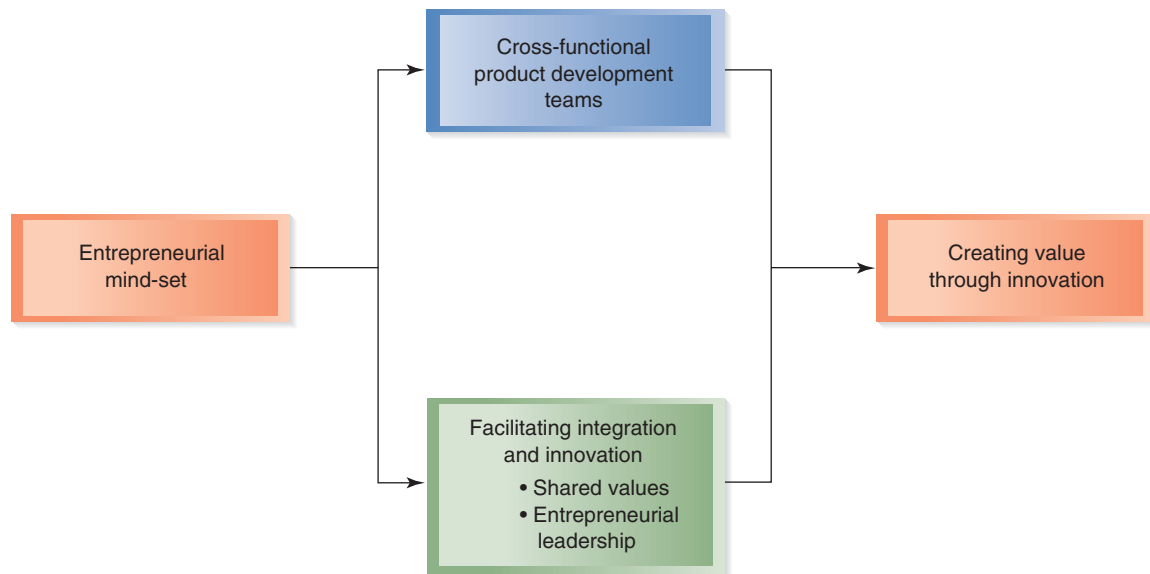 Cross-functional
product development
teams
Entrepreneurial
mind-set
Creating value
through innovation
Facilitating integration
and innovation
• Shared values
• Entrepreneurial
leadership